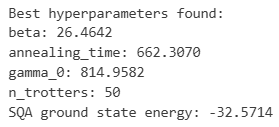 Best hyperparameters found:
beta: 26.4642
annealing_time: 662.3070
gamma_0: 814.9582
n_trotters: 50
SQA ground state energy: -32.5714